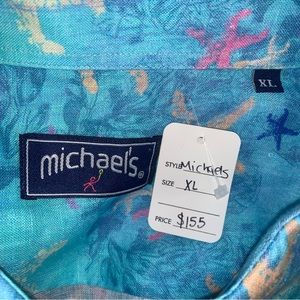 XL
michael's®
STYLE Michaels
SIZE XL
PRICE $155